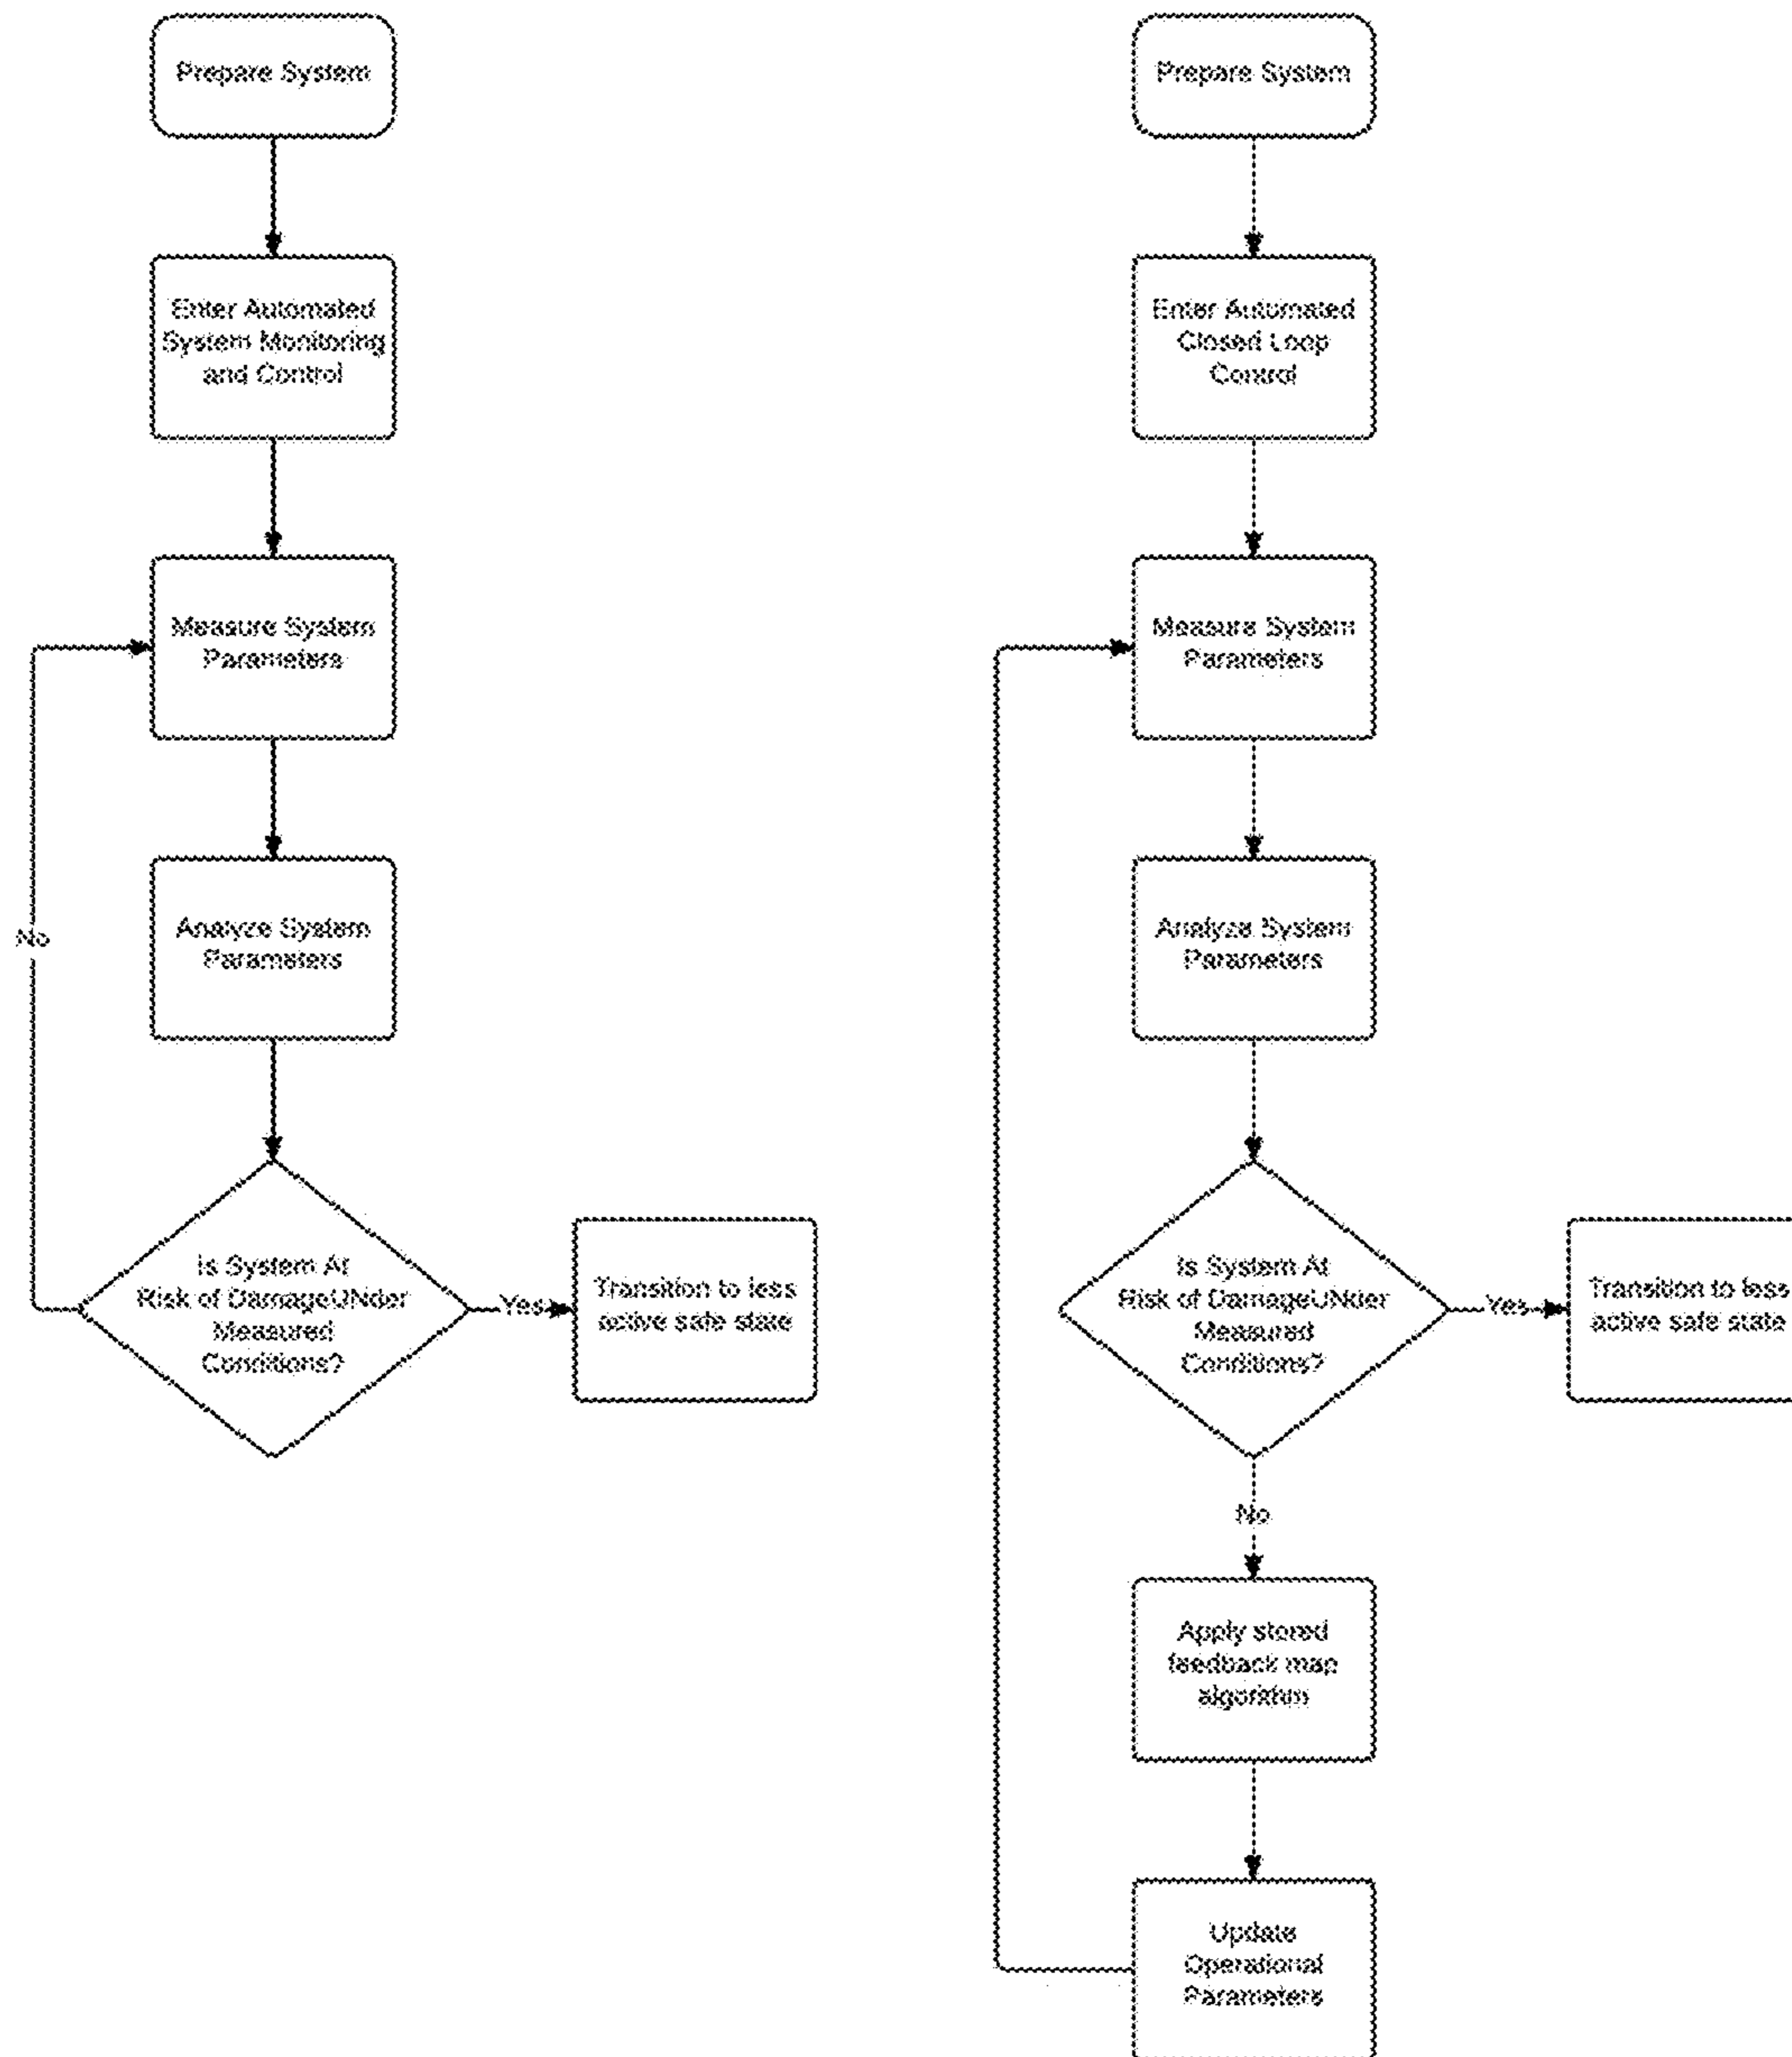 Prepare System
Enter Automated
System Monitoring
and Control
Measure System
Parameters
No
Analyze System
Parameters
Is System At
Risk of DamageUNder
Measured
Conditions?
Yes
Transition to less
active safe state
Prepare System
Enter Automated
Closed Loop
Control
Measure System
Parameters
Analyze System
Parameters
Is System At
Risk of DamageUNder
Measured
Conditions?
Yes
Transition to less
active safe state
No
Apply stored
feedback map
algorithm
Update
Operational
Parameters